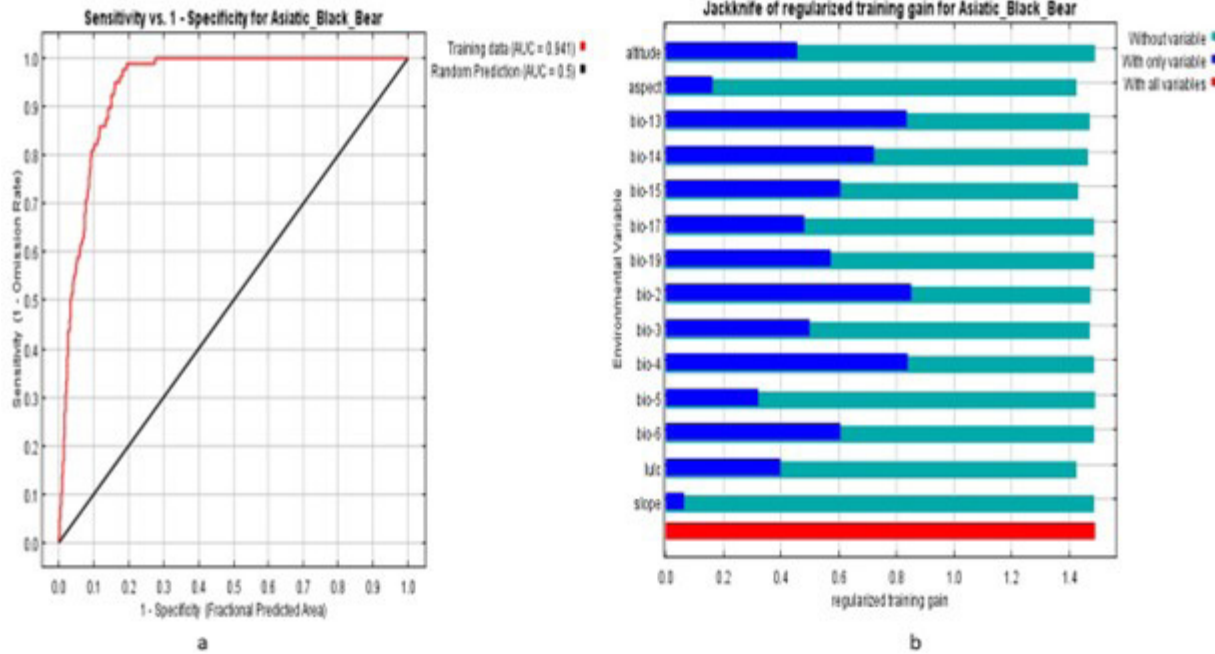 Sensitivity vs. 1 - Specificity for Asiatic_Black_Bear
Training data (AUC = 0.941)
Random Prediction (AUC = 0.5)
Sensitivity (1 - Omission Rate)
1.0
0.9
0.8
0.7
0.6
0.5
0.4
0.3
0.2
0.1
0.0
0.0 0.1 0.2 0.3 0.4 0.5 0.6 0.7 0.8 0.9 1.0
1 - Specificity (Fractional Predicted Area)
a
Jackknife of regularized training gain for Asiatic_Black_Bear
Without variable
With only variable
With all variables
Environmental Variable
altitude
aspect
bio-13
bio-14
bio-15
bio-17
bio-19
bio-2
bio-3
bio-4
bio-5
bio-6
lulc
slope
0.0 0.2 0.4 0.6 0.8 1.0 1.2 1.4
regularized training gain
b